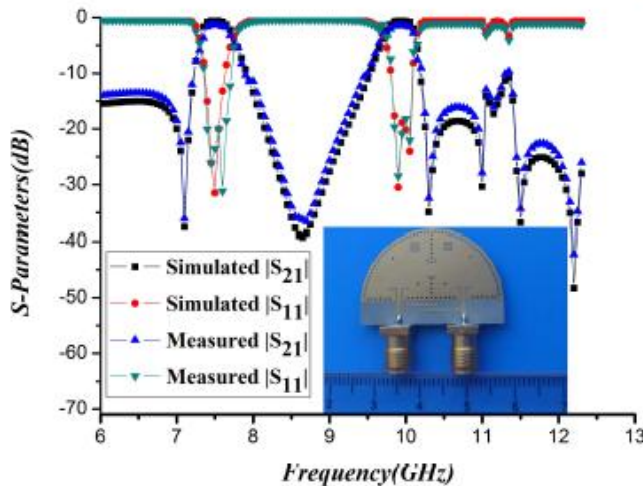 0
-10
-20
-30
-40
-50
-60
-70
S-Parameters(dB)
Simulated |S21|
Simulated |S11|
Measured |S21|
Measured |S11|
6 7 8 9 10 11 12 13
Frequency(GHz)